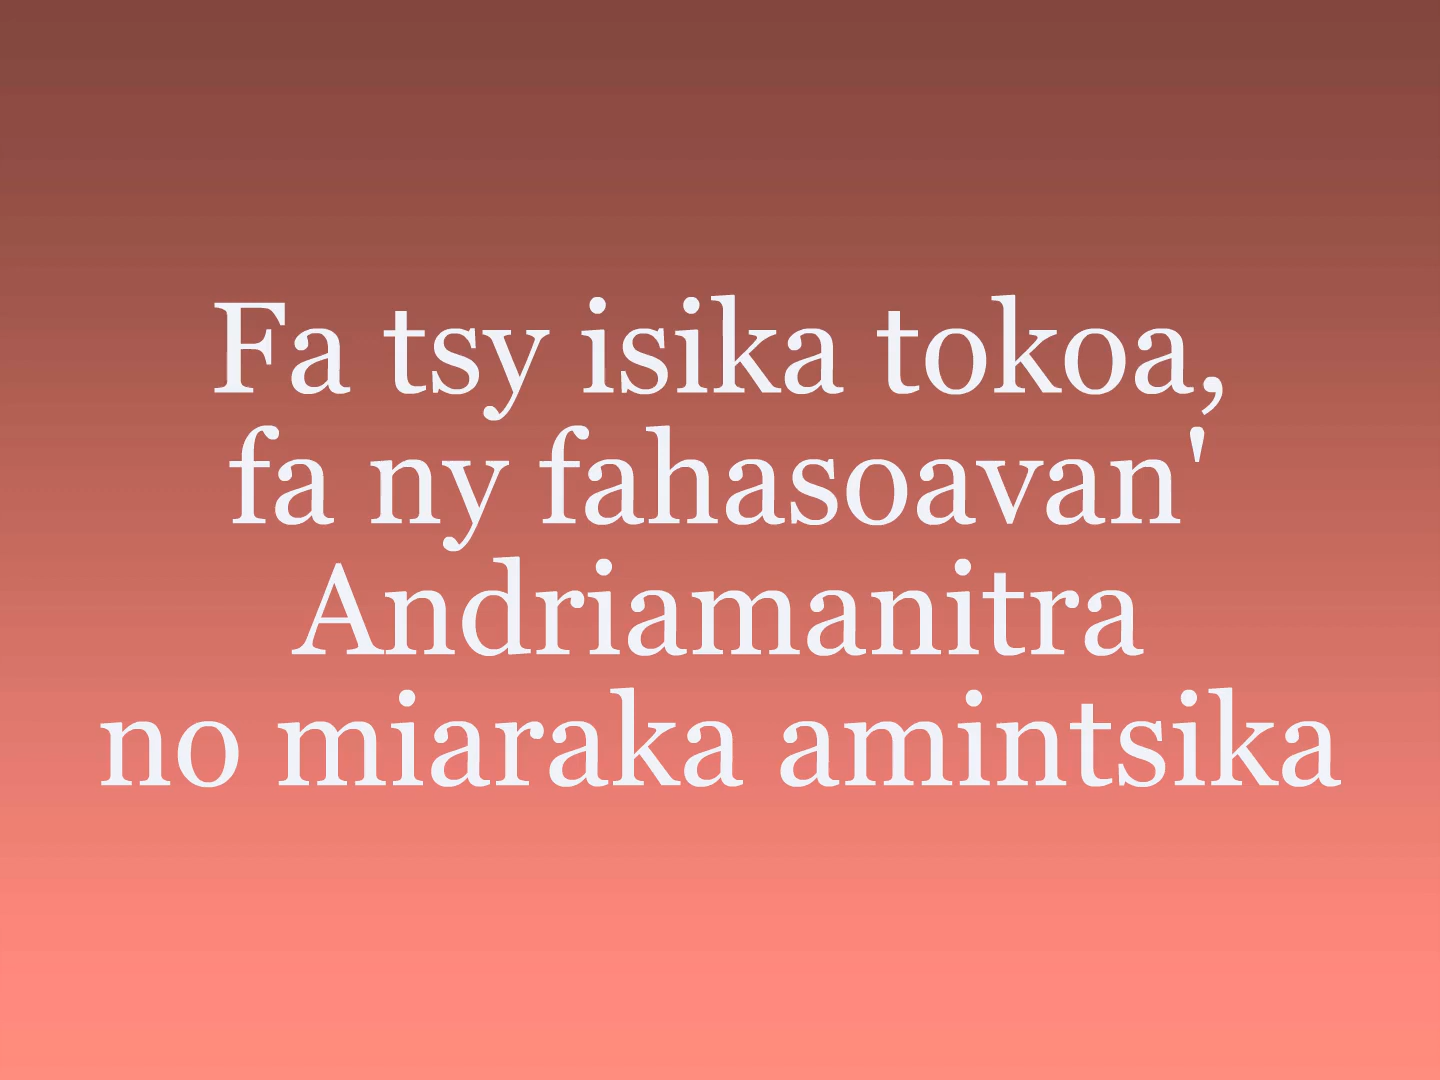 Fa tsy isika tokoa,
fa ny fahasoavan'
Andriamanitra
no miaraka amintsika